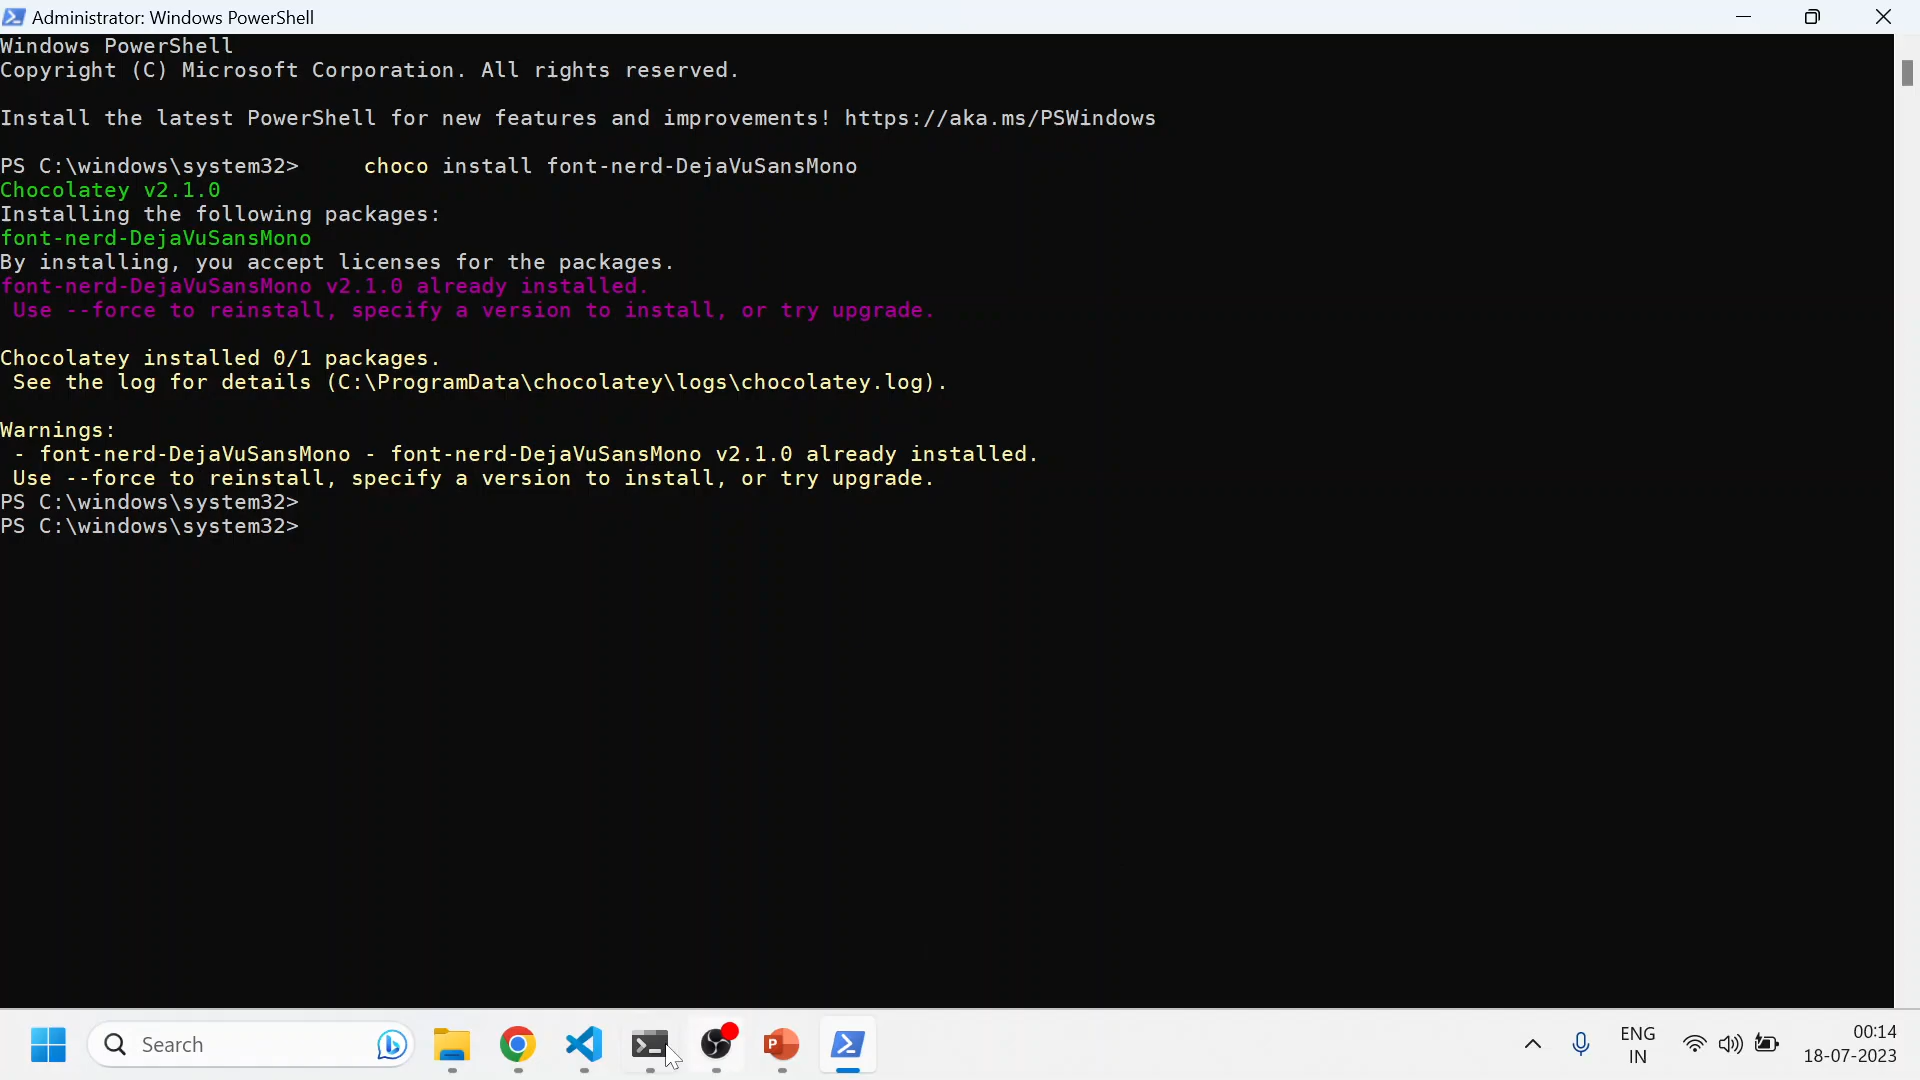 Administrator: Windows PowerShell
Windows PowerShell
Copyright (C) Microsoft Corporation. All rights reserved.
Install the latest PowerShell for new features and improvements! https://aka.ms/PSWindows
PS C:\windows\system32>     choco install font-nerd-DejaVuSansMono
Chocolatey v2.1.0
Installing the following packages:
font-nerd-DejaVuSansMono
By installing, you accept licenses for the packages.
font-nerd-DejaVuSansMono v2.1.0 already installed.
 Use --force to reinstall, specify a version to install, or try upgrade.
Chocolatey installed 0/1 packages.
 See the log for details (C:\ProgramData\chocolatey\logs\chocolatey.log).
Warnings:
 - font-nerd-DejaVuSansMono - font-nerd-DejaVuSansMono v2.1.0 already installed.
 Use --force to reinstall, specify a version to install, or try upgrade.
PS C:\windows\system32>
PS C:\windows\system32>
Search
P
ENG
IN
00:14
18-07-2023